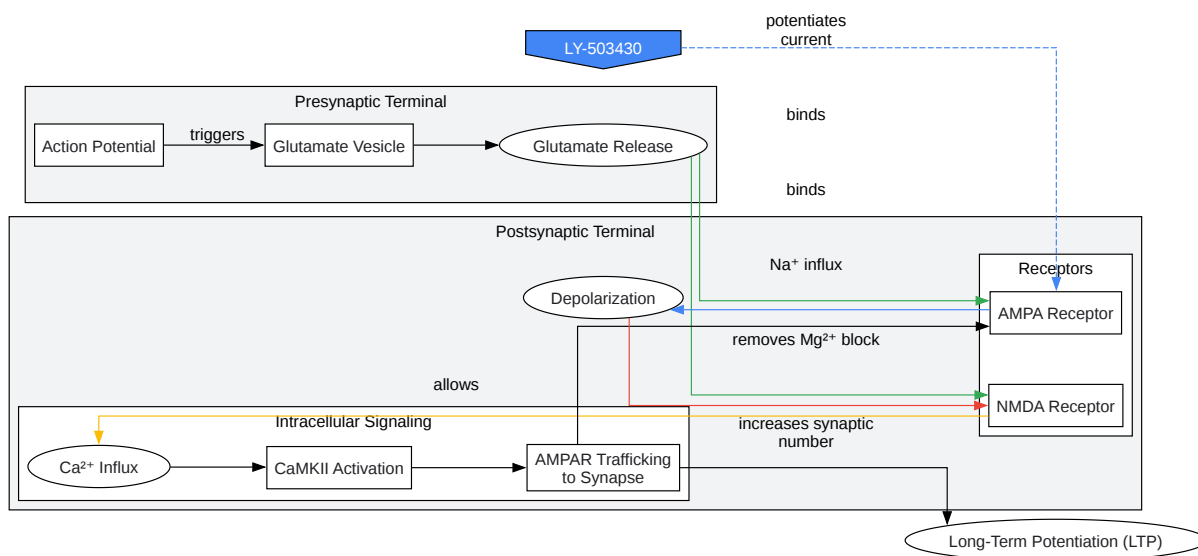 potentiates
current
LY-503430
Presynaptic Terminal
binds
Action Potential
triggers
Glutamate Vesicle
Glutamate Release
binds
Postsynaptic Terminal
Na⁺ influx
Receptors
Depolarization
AMPA Receptor
removes Mg²⁺ block
allows
NMDA Receptor
Intracellular Signaling
increases synaptic
number
Ca²⁺ Influx
CaMKII Activation
AMPAR Trafficking
to Synapse
Long-Term Potentiation (LTP)